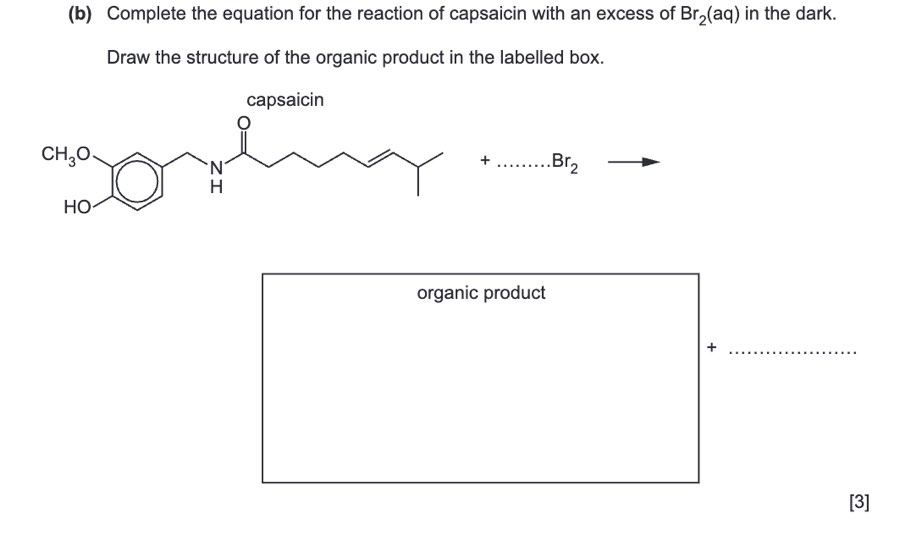 (b) Complete the equation for the reaction of capsaicin with an excess of Br₂(aq) in the dark.
Draw the structure of the organic product in the labelled box.
capsaicin
O
CH₃O
N
H
HO
+ .........Br₂
organic product
+ .....................
[3]